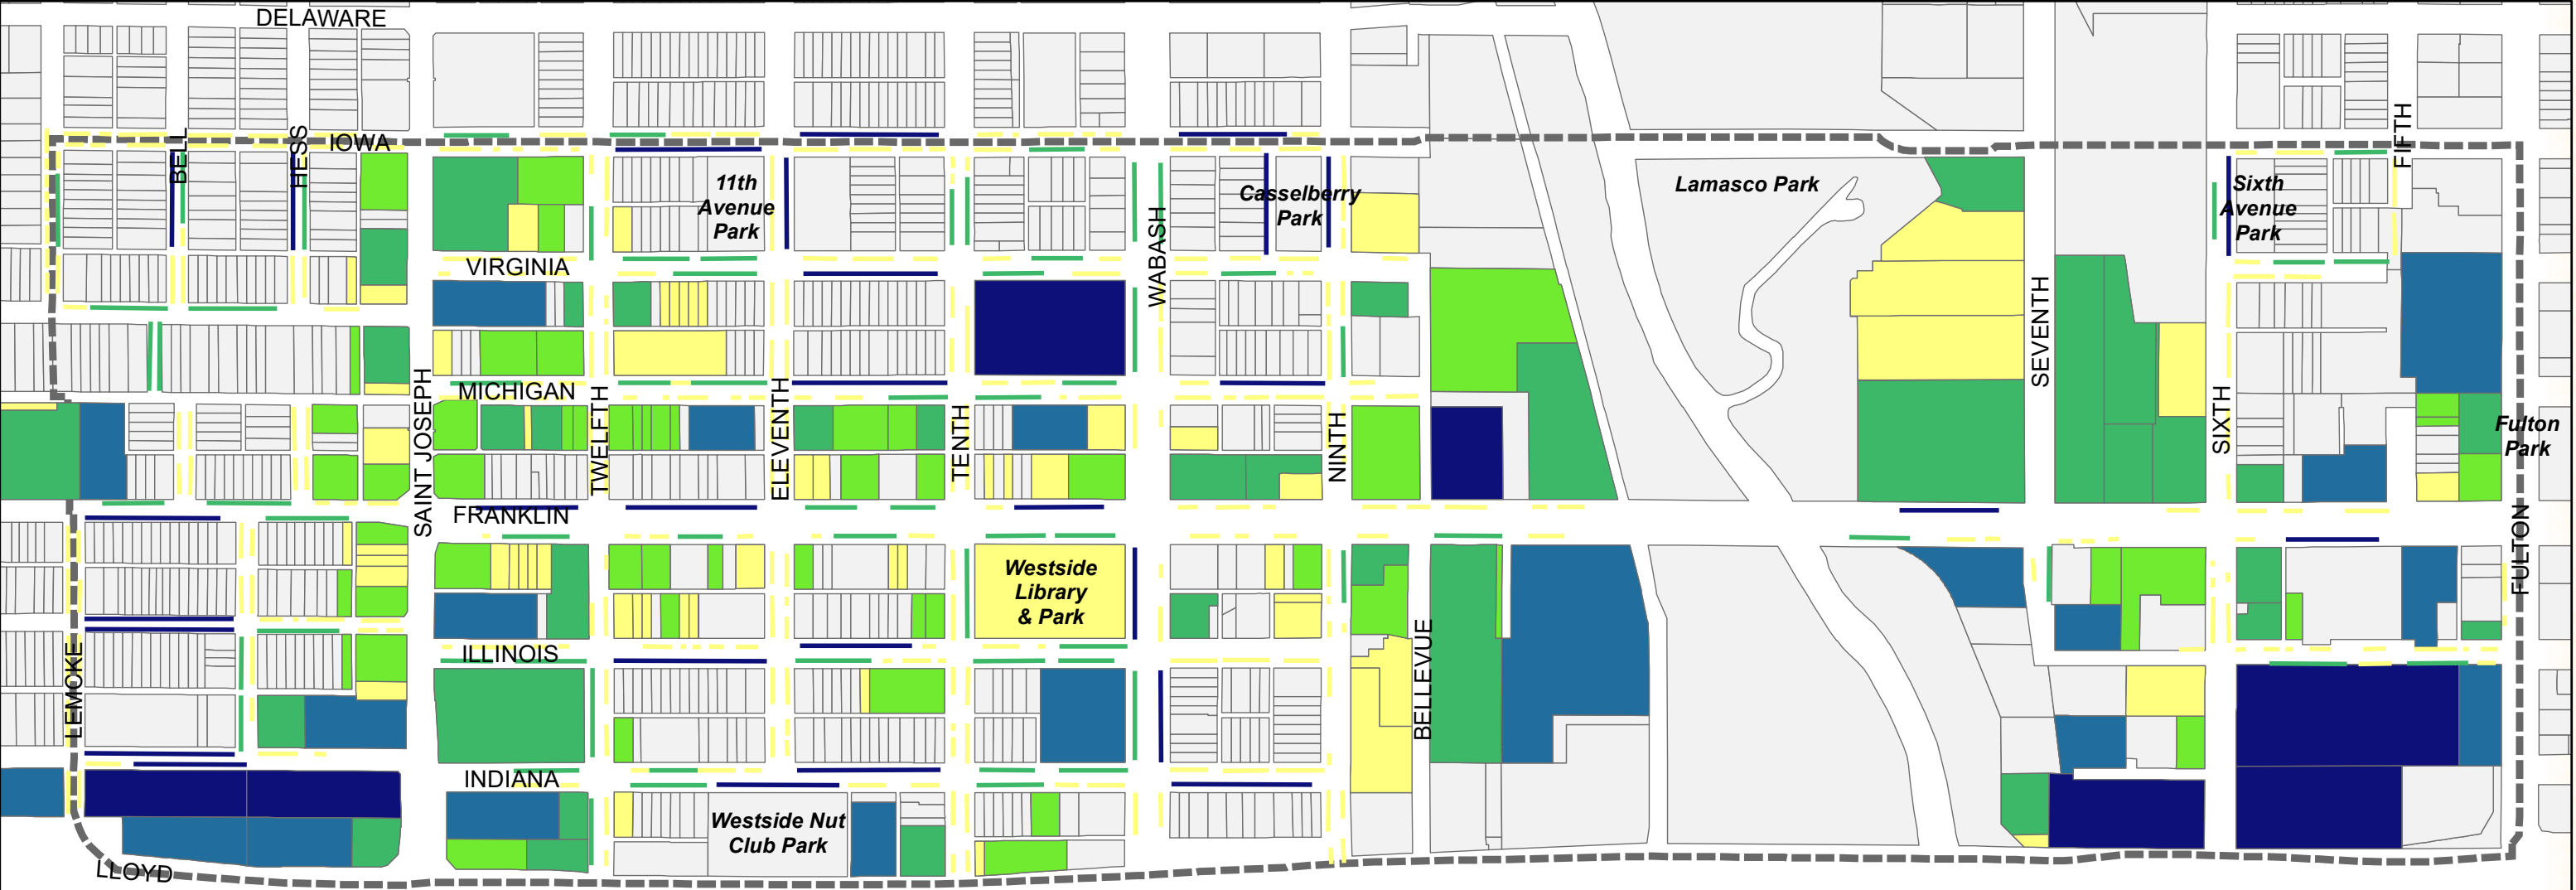 DELAWARE
BELL
HESS
IOWA
FIFTH
11th
Avenue
Park
Casselberry
Park
Lamasco Park
Sixth
Avenue
Park
VIRGINIA
WABASH
SEVENTH
MICHIGAN
SAINT JOSEPH
TWELFTH
ELEVENTH
TENTH
NINTH
SIXTH
Fulton
Park
FRANKLIN
FULTON
Westside
Library
& Park
ILLINOIS
LEMOKE
BELLEVUE
INDIANA
Westside Nut
Club Park
LLOYD